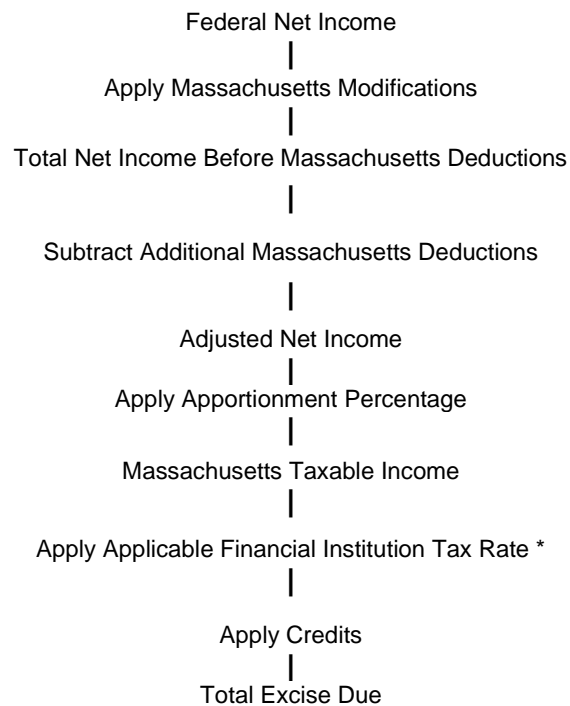 Federal Net Income
Apply Massachusetts Modifications
Total Net Income Before Massachusetts Deductions
Subtract Additional Massachusetts Deductions
Adjusted Net Income
Apply Apportionment Percentage
Massachusetts Taxable Income
Apply Applicable Financial Institution Tax Rate *
Apply Credits
Total Excise Due